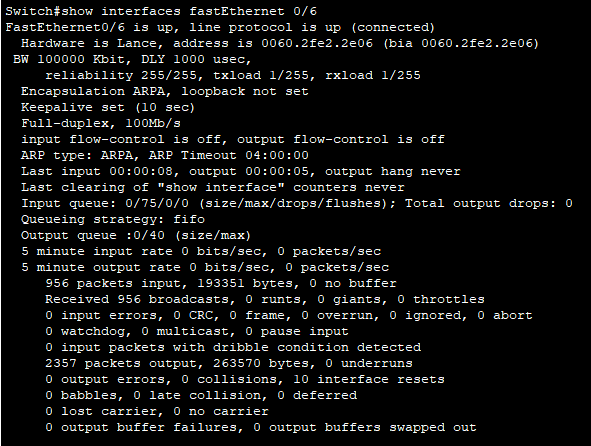 Switch#show interfaces fastEthernet 0/6
FastEthernet0/6 is up, line protocol is up (connected)
Hardware is Lance, address is 0060.2fe2.2e06 (bia 0060.2fe2.2e06)
BW 100000 Kbit, DLY 1000 usec,
reliability 255/255, txload 1/255, rxload 1/255
Encapsulation ARPA, loopback not set
Keepalive set (10 sec)
Full-duplex, 100Mb/s
input flow-control is off, output flow-control is off
ARP type: ARPA, ARP Timeout 04:00:00
Last input 00:00:08, output 00:00:05, output hang never
Last clearing of "show interface" counters never
Input queue: 0/75/0/0 (size/max/drops/flushes); Total output drops: 0
Queueing strategy: fifo
Output queue :0/40 (size/max)
5 minute input rate 0 bits/sec, 0 packets/sec
5 minute output rate 0 bits/sec, 0 packets/sec
956 packets input, 193351 bytes, 0 no buffer
Received 956 broadcasts, 0 runts, 0 giants, 0 throttles
0 input errors, 0 CRC, 0 frame, 0 overrun, 0 ignored, 0 abort
0 watchdog, 0 multicast, 0 pause input
0 input packets with dribble condition detected
2357 packets output, 263570 bytes, 0 underruns
0 output errors, 0 collisions, 10 interface resets
0 babbles, 0 late collision, 0 deferred
0 lost carrier, 0 no carrier
0 output buffer failures, 0 output buffers swapped out